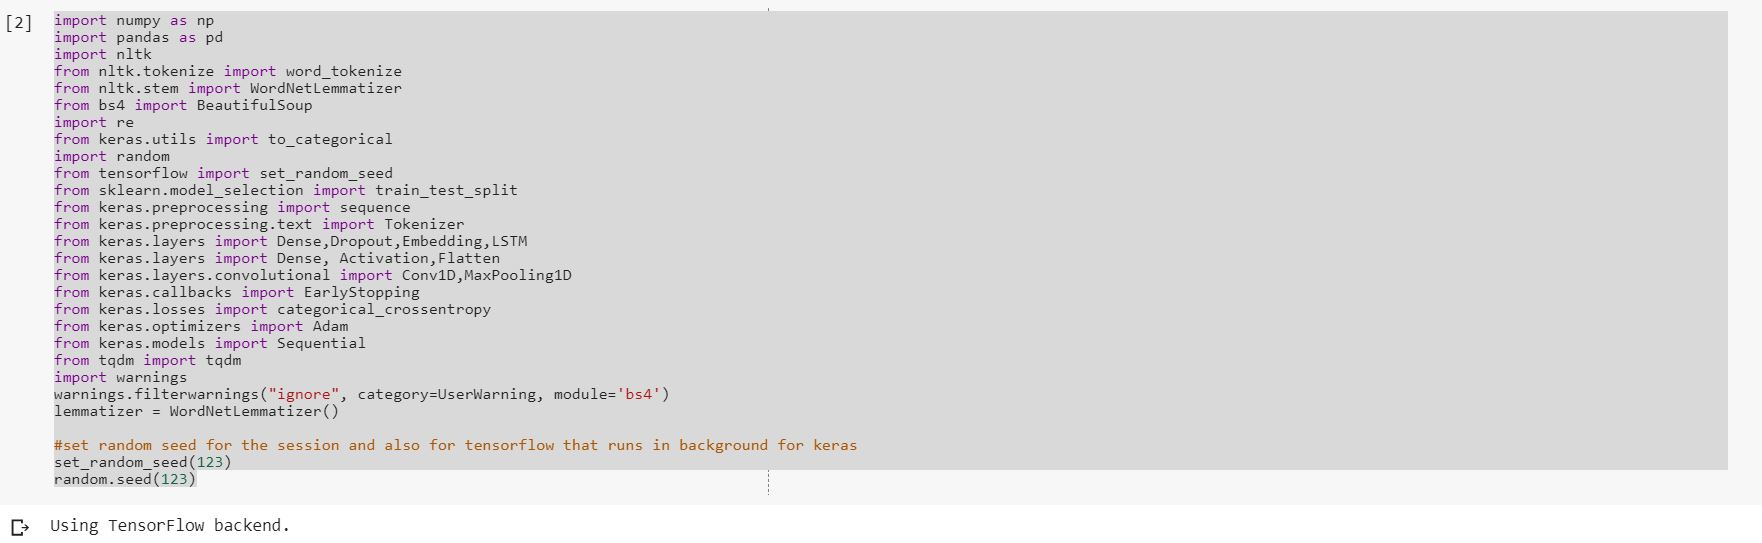 [2]
import numpy as np
import pandas as pd
import nltk
from nltk.tokenize import word_tokenize
from nltk.stem import WordNetLemmatizer
from bs4 import BeautifulSoup
import re
from keras.utils import to_categorical
import random
from tensorflow import set_random_seed
from sklearn.model_selection import train_test_split
from keras.preprocessing import sequence
from keras.preprocessing.text import Tokenizer
from keras.layers import Dense,Dropout,Embedding,LSTM
from keras.layers import Dense, Activation,Flatten
from keras.layers.convolutional import Conv1D,MaxPooling1D
from keras.callbacks import EarlyStopping
from keras.losses import categorical_crossentropy
from keras.optimizers import Adam
from keras.models import Sequential
from tqdm import tqdm
import warnings
warnings.filterwarnings("ignore", category=UserWarning, module='bs4')
lemmatizer = WordNetLemmatizer()
#set random seed for the session and also for tensorflow that runs in background for keras
set_random_seed(123)
random.seed(123)
Using TensorFlow backend.